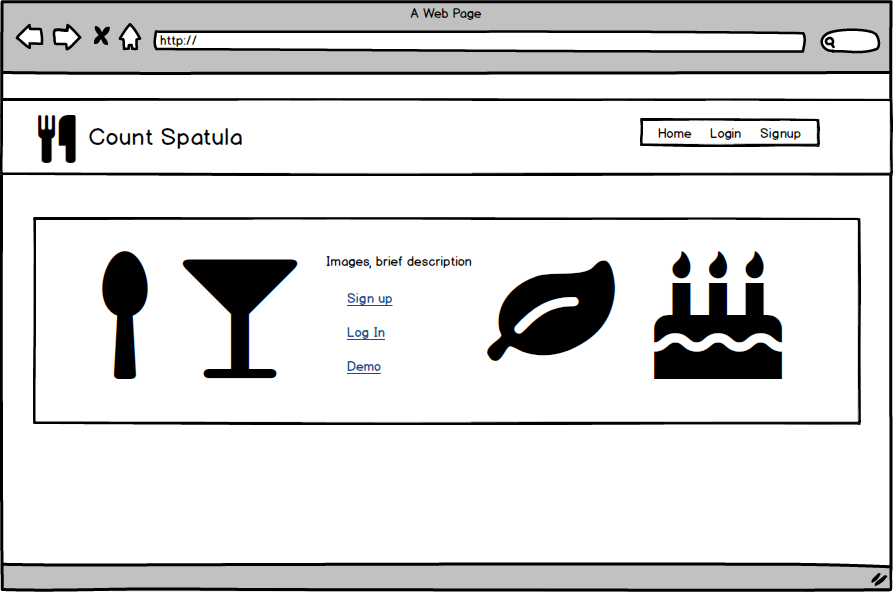 A Web Page
http://
Count Spatula
Home Login Signup
Images, brief description
Sign up
Log In
Demo